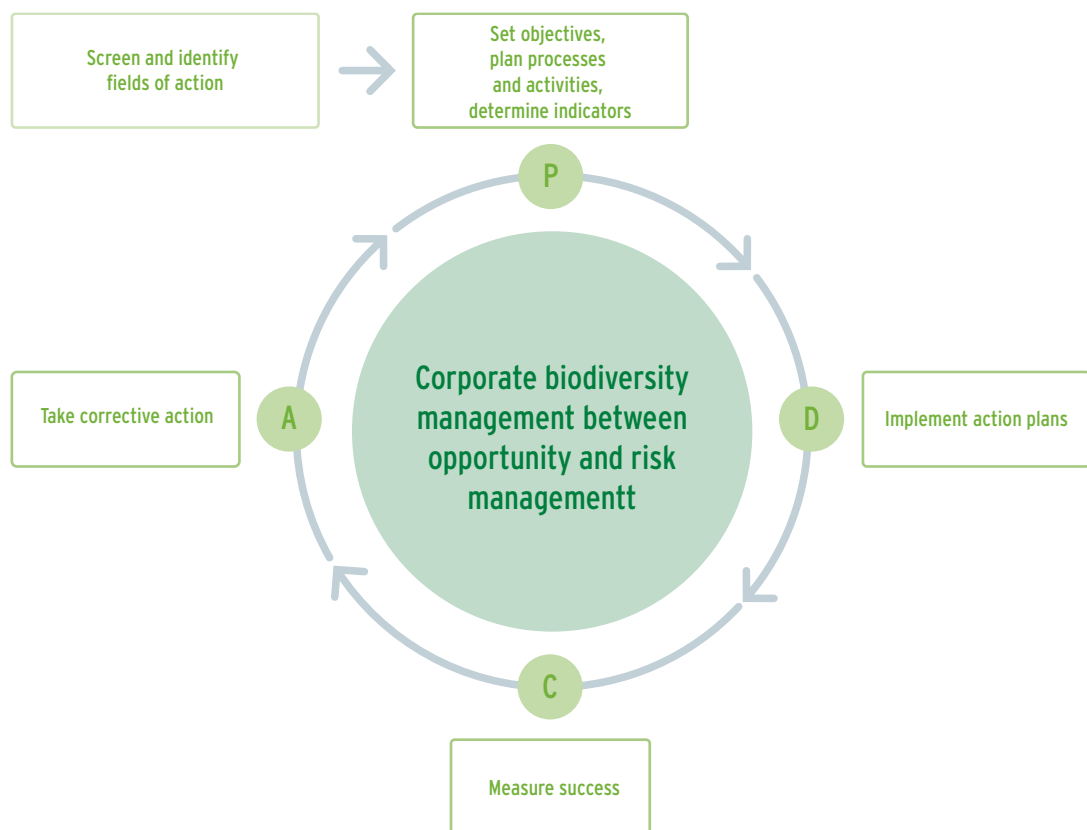 Screen and identify
fields of action
Set objectives,
plan processes
and activities,
determine indicators
P
Corporate biodiversity
management between
opportunity and risk
managementt
Take corrective action
A
D
Implement action plans
C
Measure success